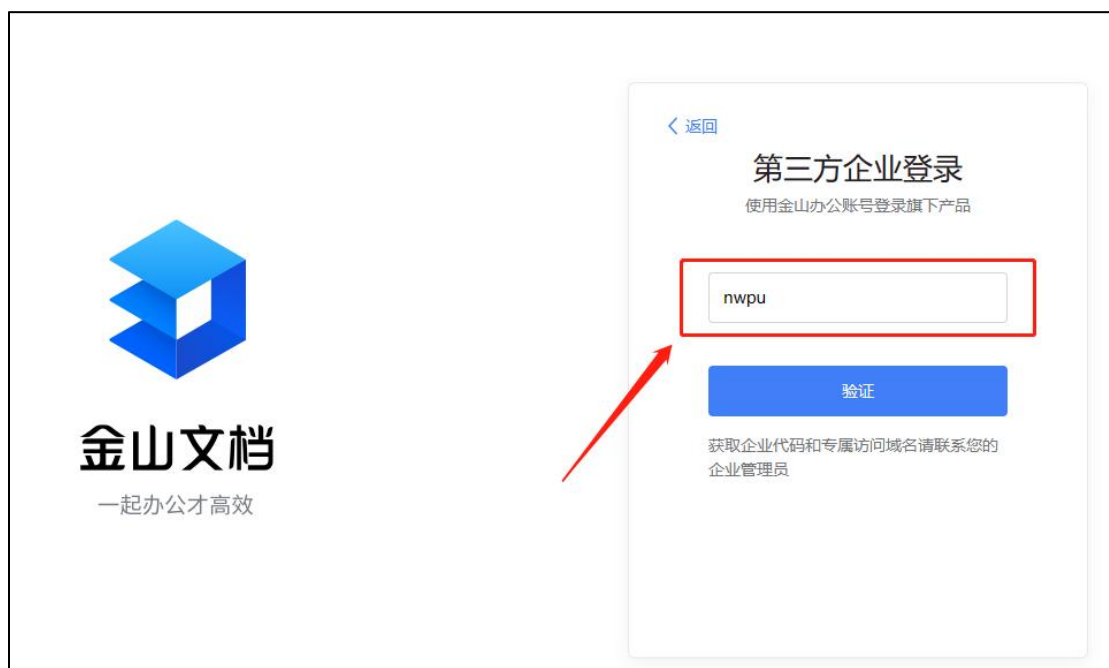 返回
第三方企业登录
使用金山办公账号登录旗下产品
nwpu
验证
获取企业代码和专属访问域名请联系您的
企业管理员
金山文档
一起办公才高效